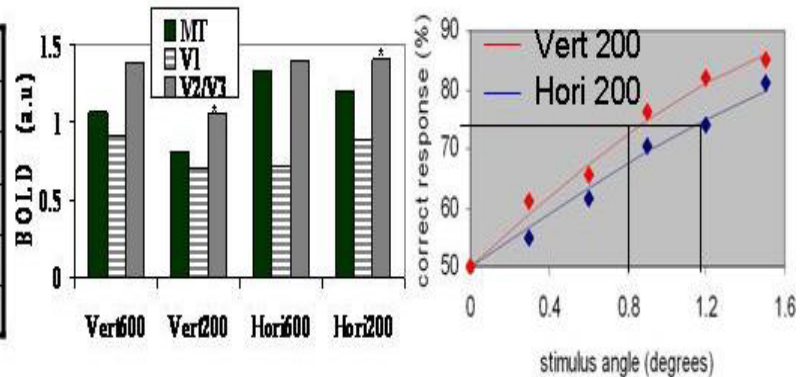 BOLD (a.u)
1.5
1
0.5
0
MT
V1
V2/V3
*
*
Vert600
Vert200
Hori600
Hori200
correct response (%)
90
80
70
60
50
Vert 200
Hori 200
0
0.4
0.8
1.2
1.6
stimulus angle (degrees)